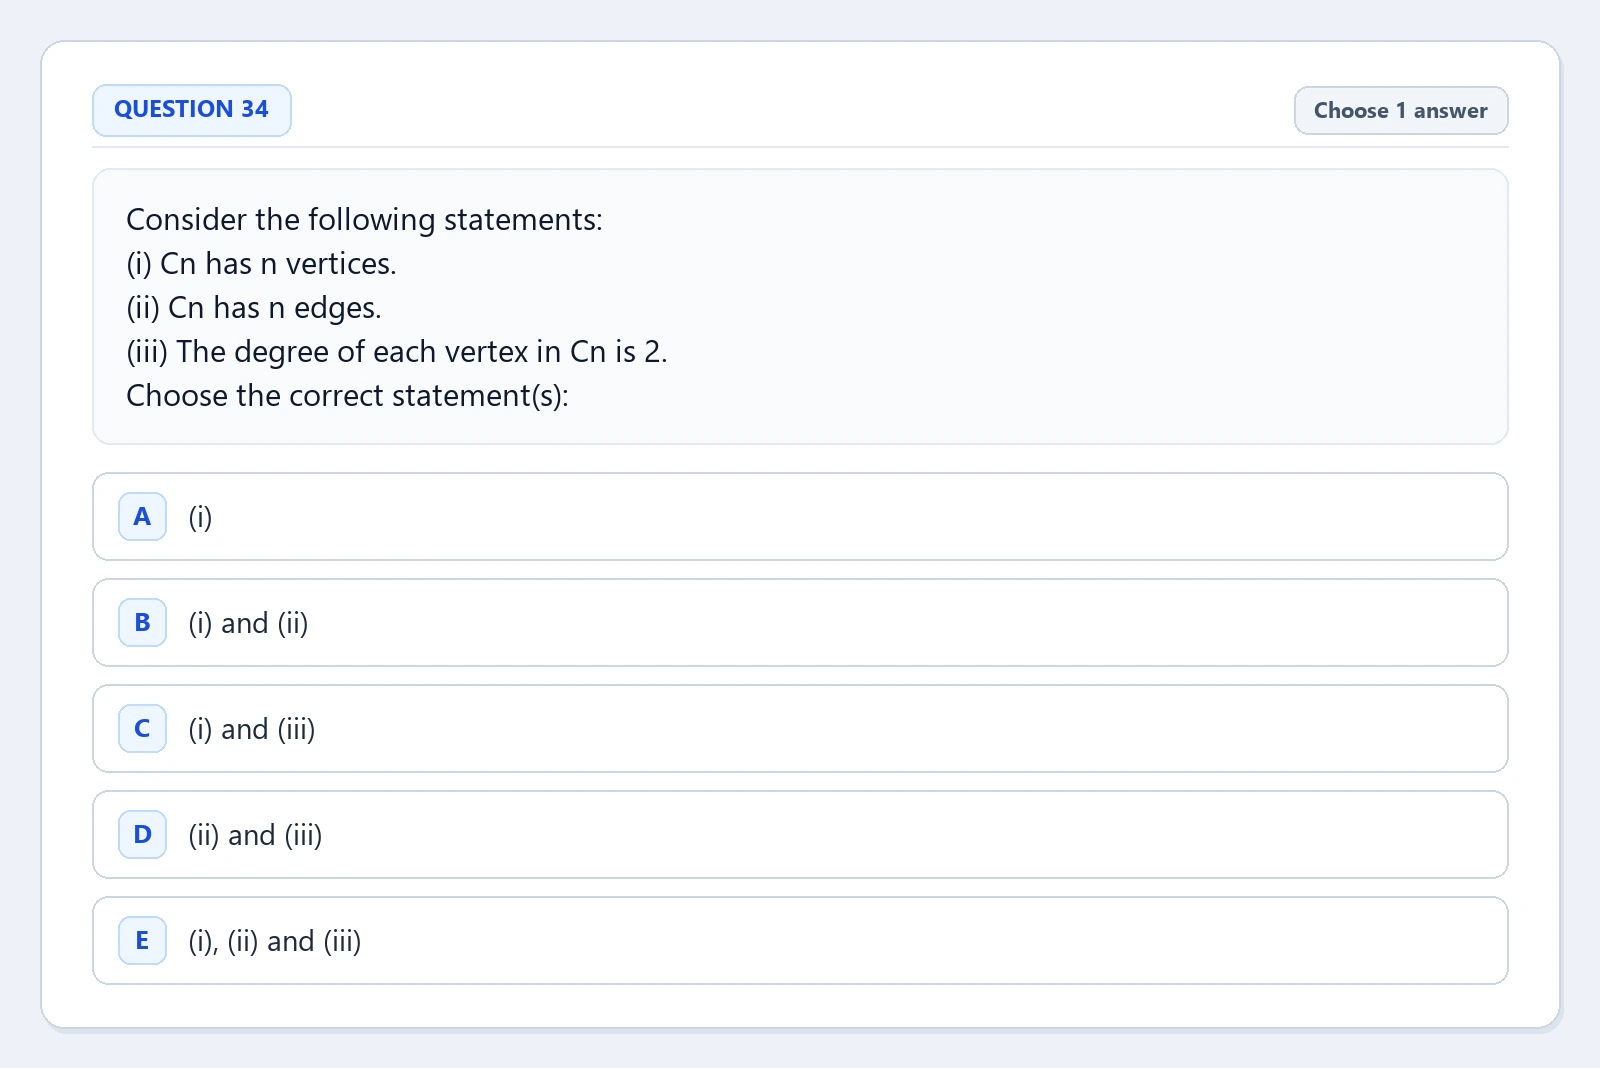 QUESTION 34
Choose 1 answer
Consider the following statements:
(i) Cn has n vertices.
(ii) Cn has n edges.
(iii) The degree of each vertex in Cn is 2.
Choose the correct statement(s):
A (i)
B (i) and (ii)
C (i) and (iii)
D (ii) and (iii)
E (i), (ii) and (iii)